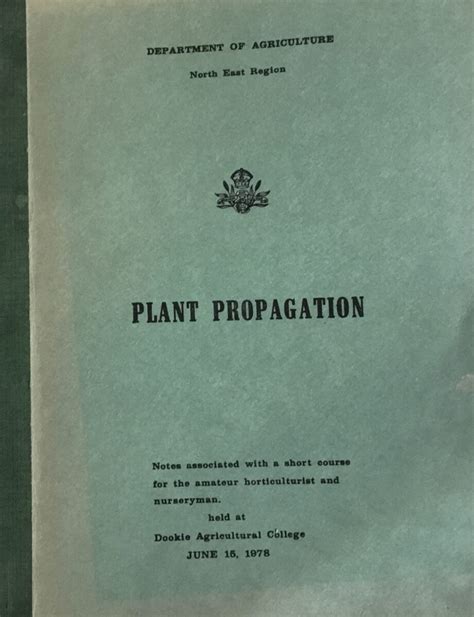 DEPARTMENT OF AGRICULTURE
North East Region
PLANT PROPAGATION
Notes associated with a short course
for the amateur horticulturist and
nurseryman.
held at
Dookie Agricultural College
JUNE 15, 1978